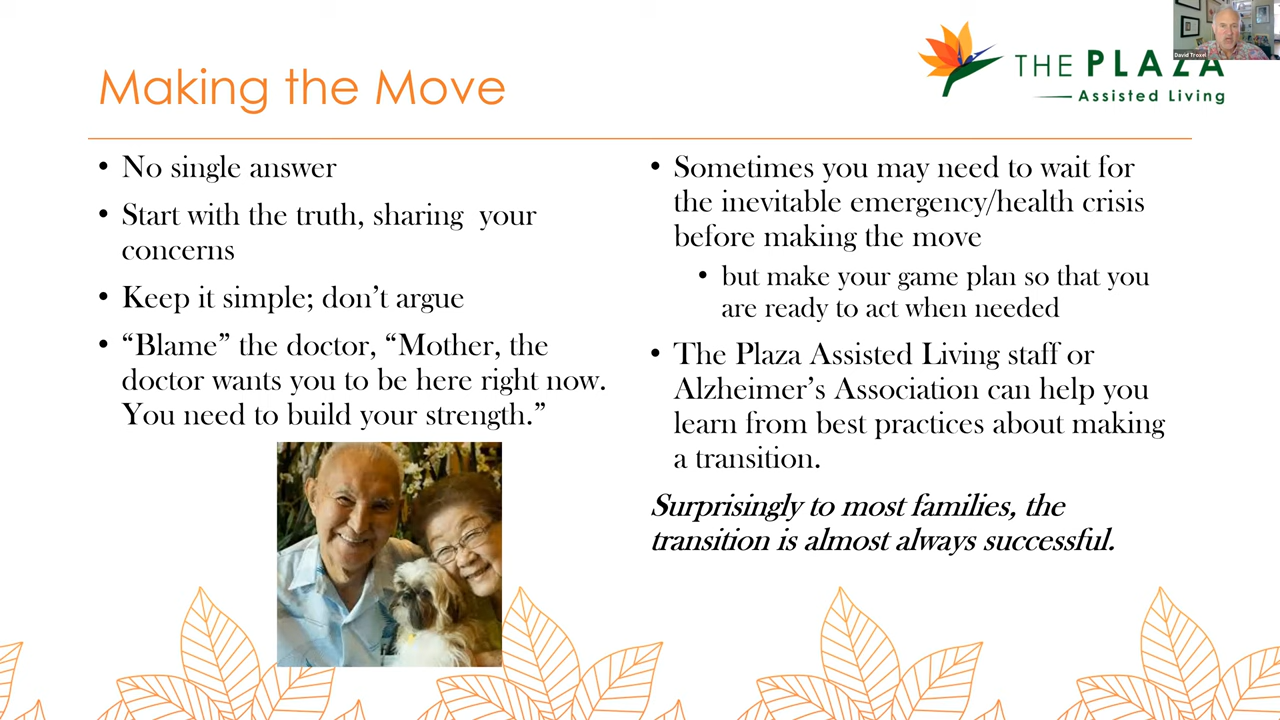 Making the Move
THE PLAZA
Assisted Living
David Troxel
• No single answer
• Start with the truth, sharing your
concerns
• Keep it simple; don’t argue
• “Blame” the doctor, “Mother, the
doctor wants you to be here right now.
You need to build your strength.”
• Sometimes you may need to wait for
the inevitable emergency/health crisis
before making the move
• but make your game plan so that you
are ready to act when needed
• The Plaza Assisted Living staff or
Alzheimer’s Association can help you
learn from best practices about making
a transition.
Surprisingly to most families, the
transition is almost always successful.